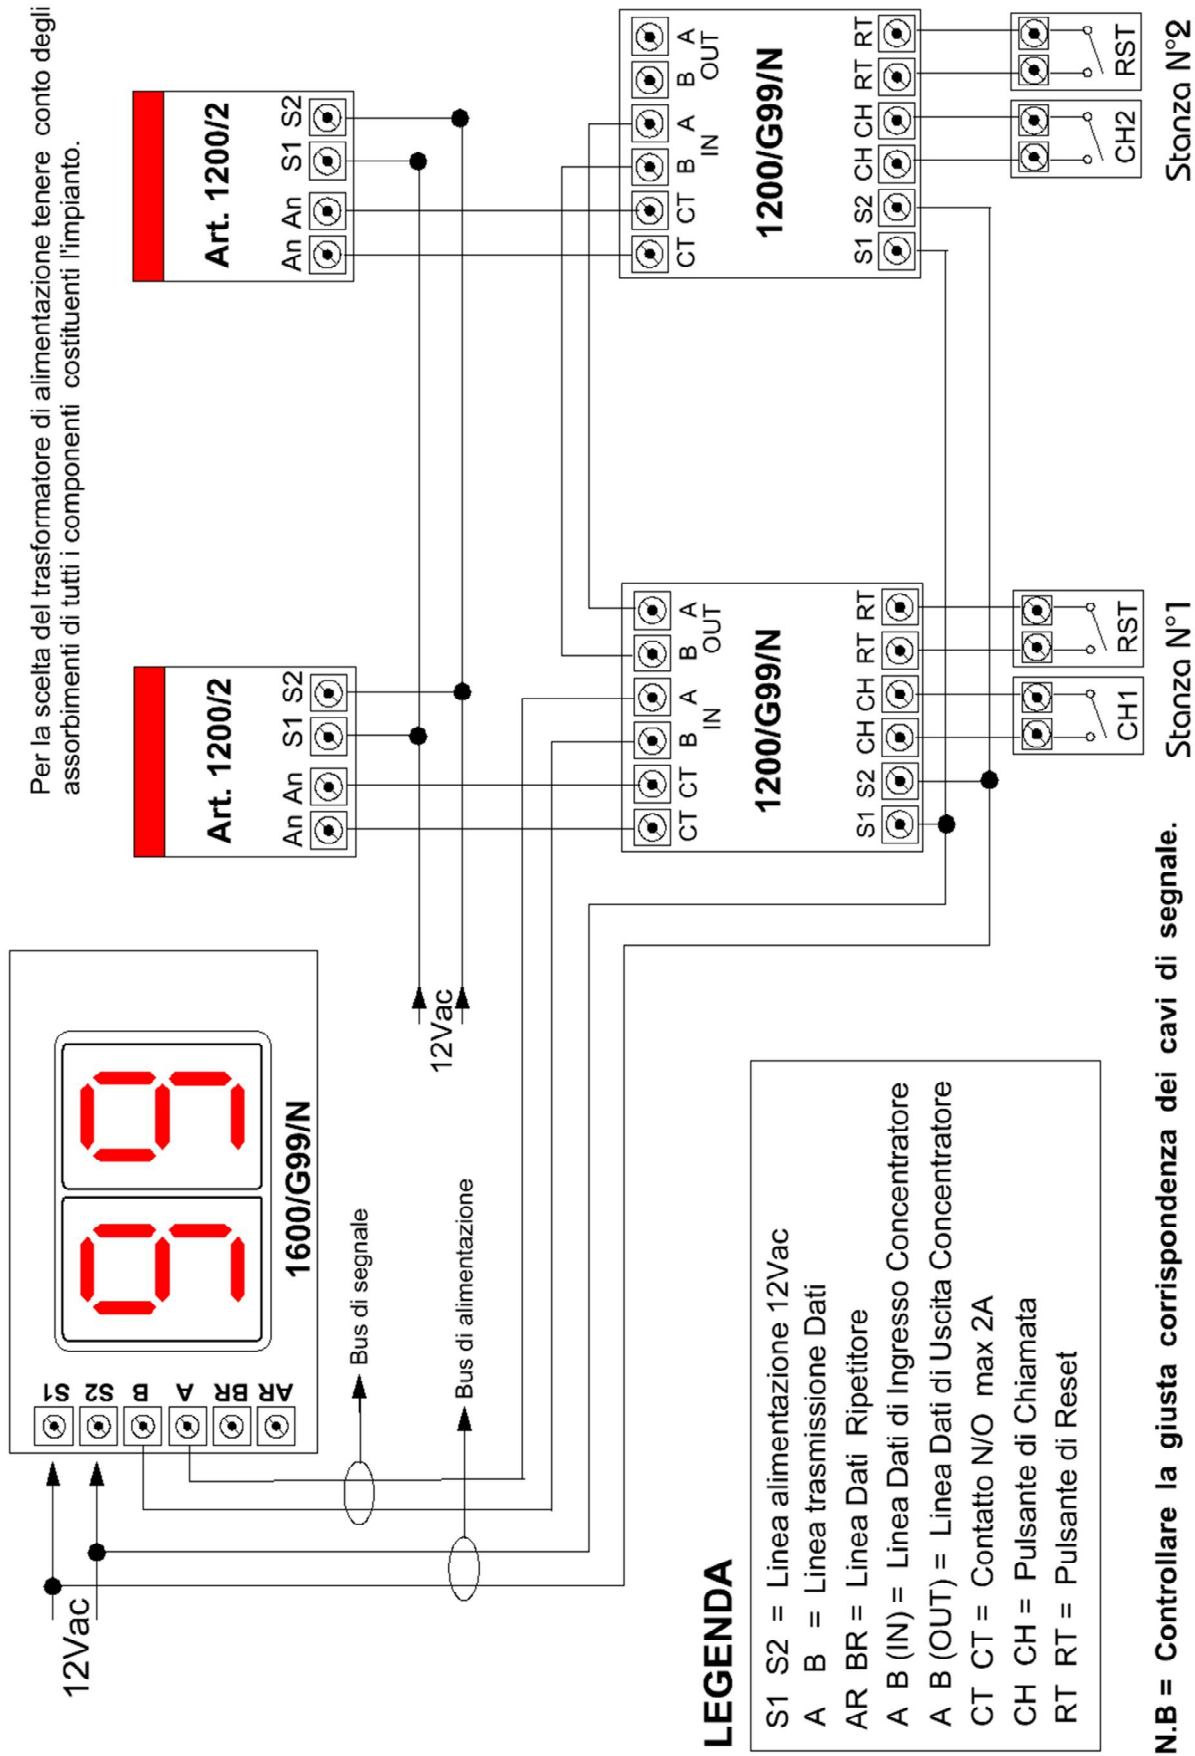 Per la scelta del trasformatore di alimentazione tenere conto degli
assorbimenti di tutti i componenti costituenti l'impianto.
S1
S2
B
A
BR
AR
1600/G99/N
12Vac
Bus di segnale
Bus di alimentazione
12Vac
Art. 1200/2
An An S1 S2
Art. 1200/2
An An S1 S2
CT CT B A B A
IN OUT
1200/G99/N
S1 S2 CH CH RT RT
CH1
RST
Stanza N°1
CT CT B A B A
IN OUT
1200/G99/N
S1 S2 CH CH RT RT
CH2
RST
Stanza N°2
LEGENDA
S1 S2 = Linea alimentazione 12Vac
A B = Linea trasmissione Dati
AR BR = Linea Dati Ripetitore
A B (IN) = Linea Dati di Ingresso Concentratore
A B (OUT) = Linea Dati di Uscita Concentratore
CT CT = Contatto N/O max 2A
CH CH = Pulsante di Chiamata
RT RT = Pulsante di Reset
N.B = Controllare la giusta corrispondenza dei cavi di segnale.